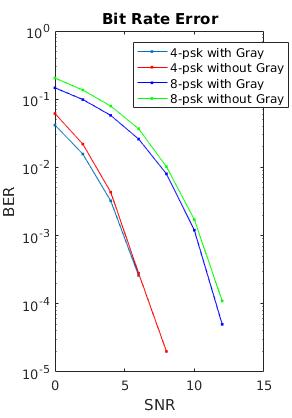 Bit Rate Error
10^0
4-psk with Gray
4-psk without Gray
8-psk with Gray
8-psk without Gray
10^-1
10^-2
BER
10^-3
10^-4
10^-5
0 5 10 15
SNR